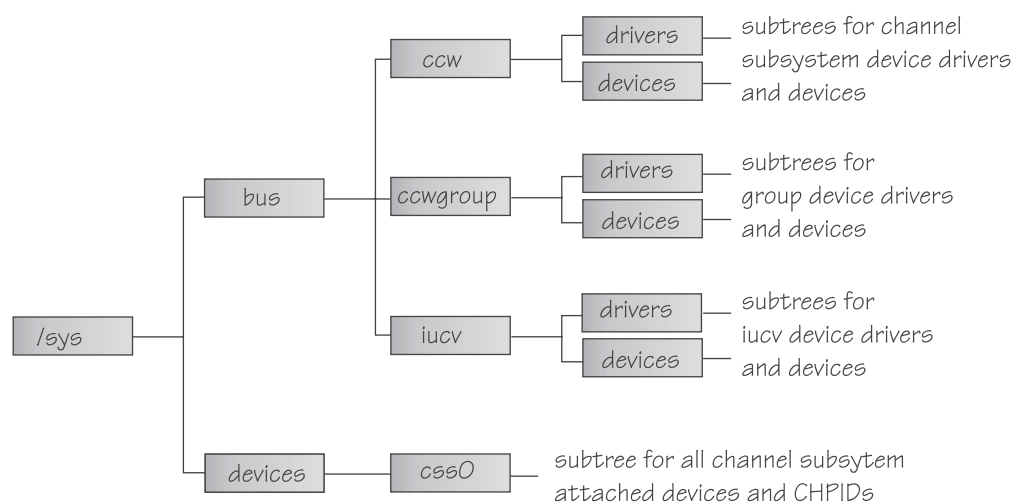 drivers
subtrees for channel
ccw
subsystem device drivers
devices
and devices
drivers
subtrees for
bus
ccwgroup
group device drivers
devices
and devices
drivers
subtrees for
/sys
iucv
iucv device drivers
devices
and devices
devices
css0
subtree for all channel subsytem
attached devices and CHPIDs